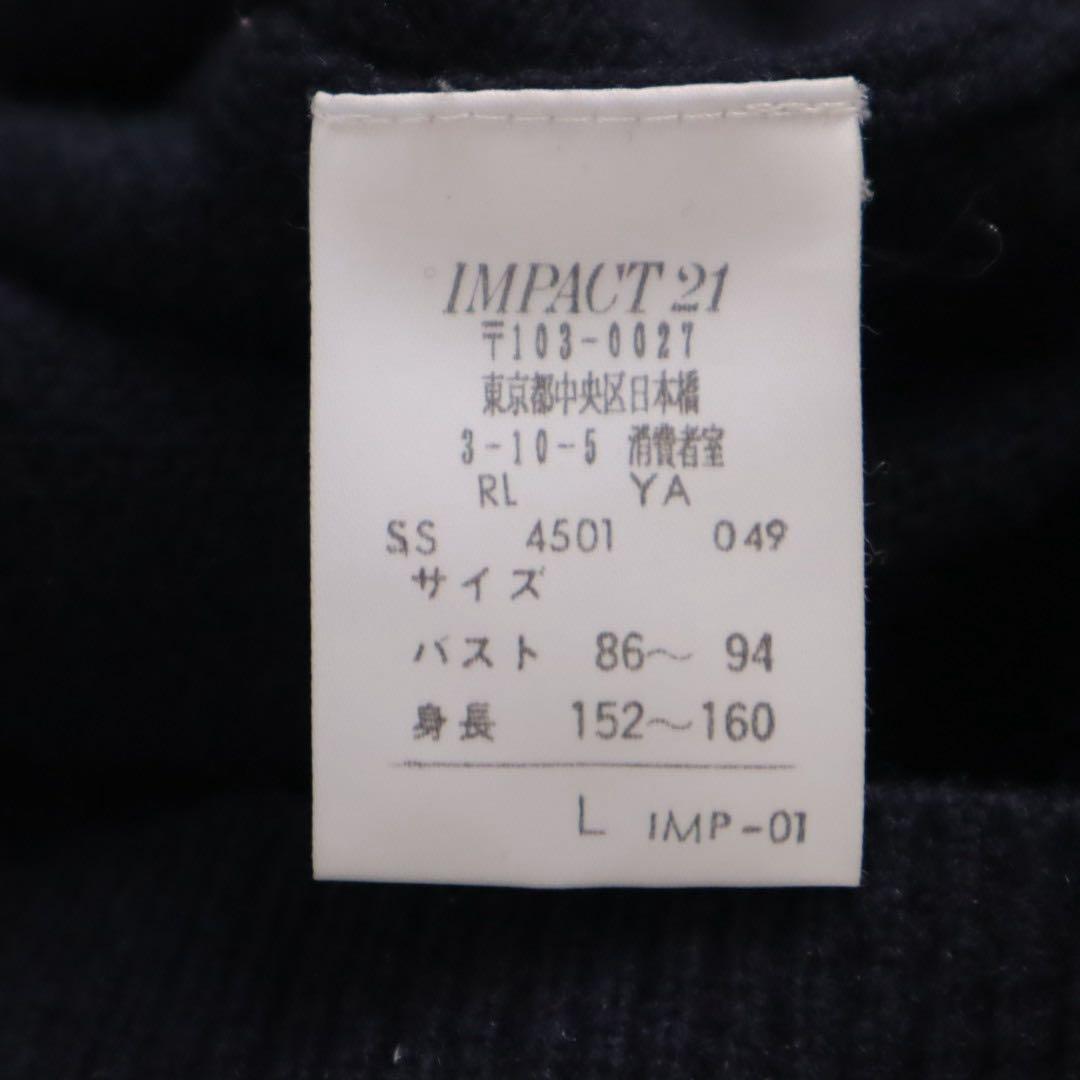 IMPACT 21
〒103-0027
東京都中央区日本橋
3-10-5 消費者室
RL YA
SS 4501 049
サイズ
バスト 86～ 94
身長 152～160
L IMP-01